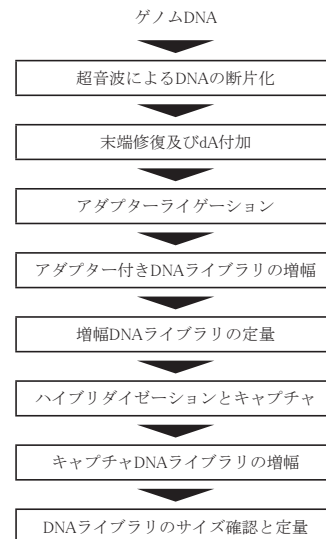 ゲノムDNA
超音波によるDNAの断片化
末端修復及びdA付加
アダプターライゲーション
アダプター付きDNAライブラリの増幅
増幅DNAライブラリの定量
ハイブリダイゼーションとキャプチャ
キャプチャDNAライブラリの増幅
DNAライブラリのサイズ確認と定量